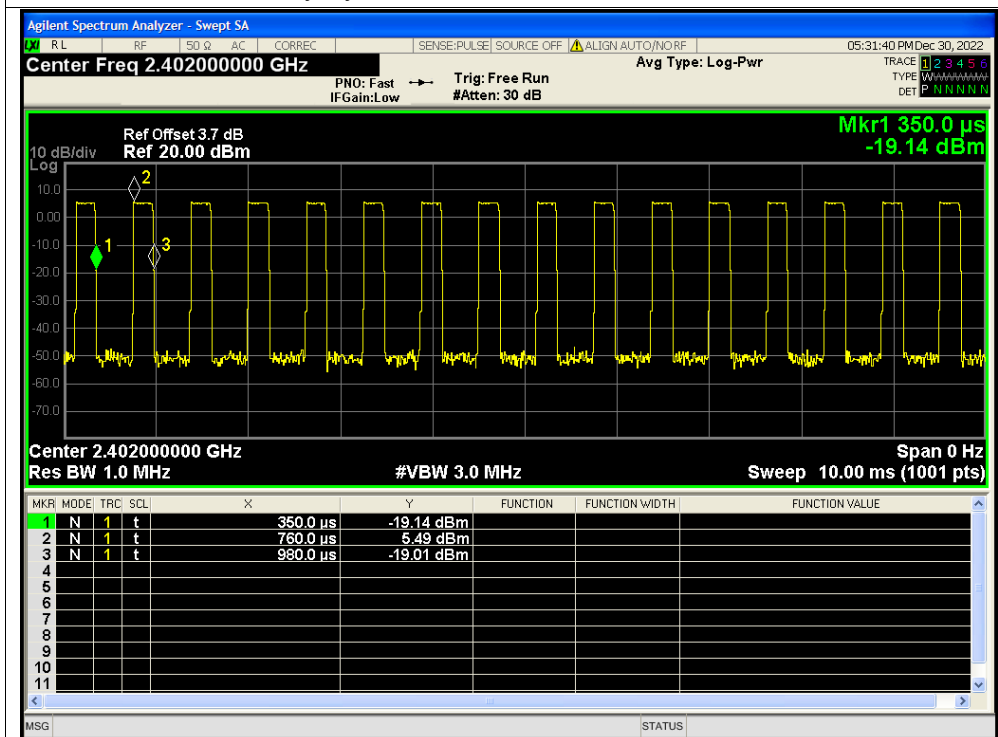 Agilent Spectrum Analyzer - Swept SA
LXI RL RF 50 Ω AC CORREC SENSE:PULSE SOURCE OFF ALIGN AUTO/NO RF 05:31:40 PM Dec 30, 2022
Center Freq 2.402000000 GHz
PNO: Fast
IFGain:Low
Trig: Free Run
#Atten: 30 dB
Avg Type: Log-Pwr
TRACE 1 2 3 4 5 6
TYPE WWWWWW
DET P N N N N N
Mkr1 350.0 µs
-19.14 dBm
Ref Offset 3.7 dB
10 dB/div Ref 20.00 dBm
Log
10.0
0.00
-10.0
-20.0
-30.0
-40.0
-50.0
-60.0
-70.0
2
1
3
Center 2.402000000 GHz Span 0 Hz
Res BW 1.0 MHz #VBW 3.0 MHz Sweep 10.00 ms (1001 pts)
MKR MODE TRC SCL X Y FUNCTION FUNCTION WIDTH FUNCTION VALUE
1 N 1 t 350.0 µs -19.14 dBm
2 N 1 t 760.0 µs 5.49 dBm
3 N 1 t 980.0 µs -19.01 dBm
4
5
6
7
8
9
10
11
MSG STATUS